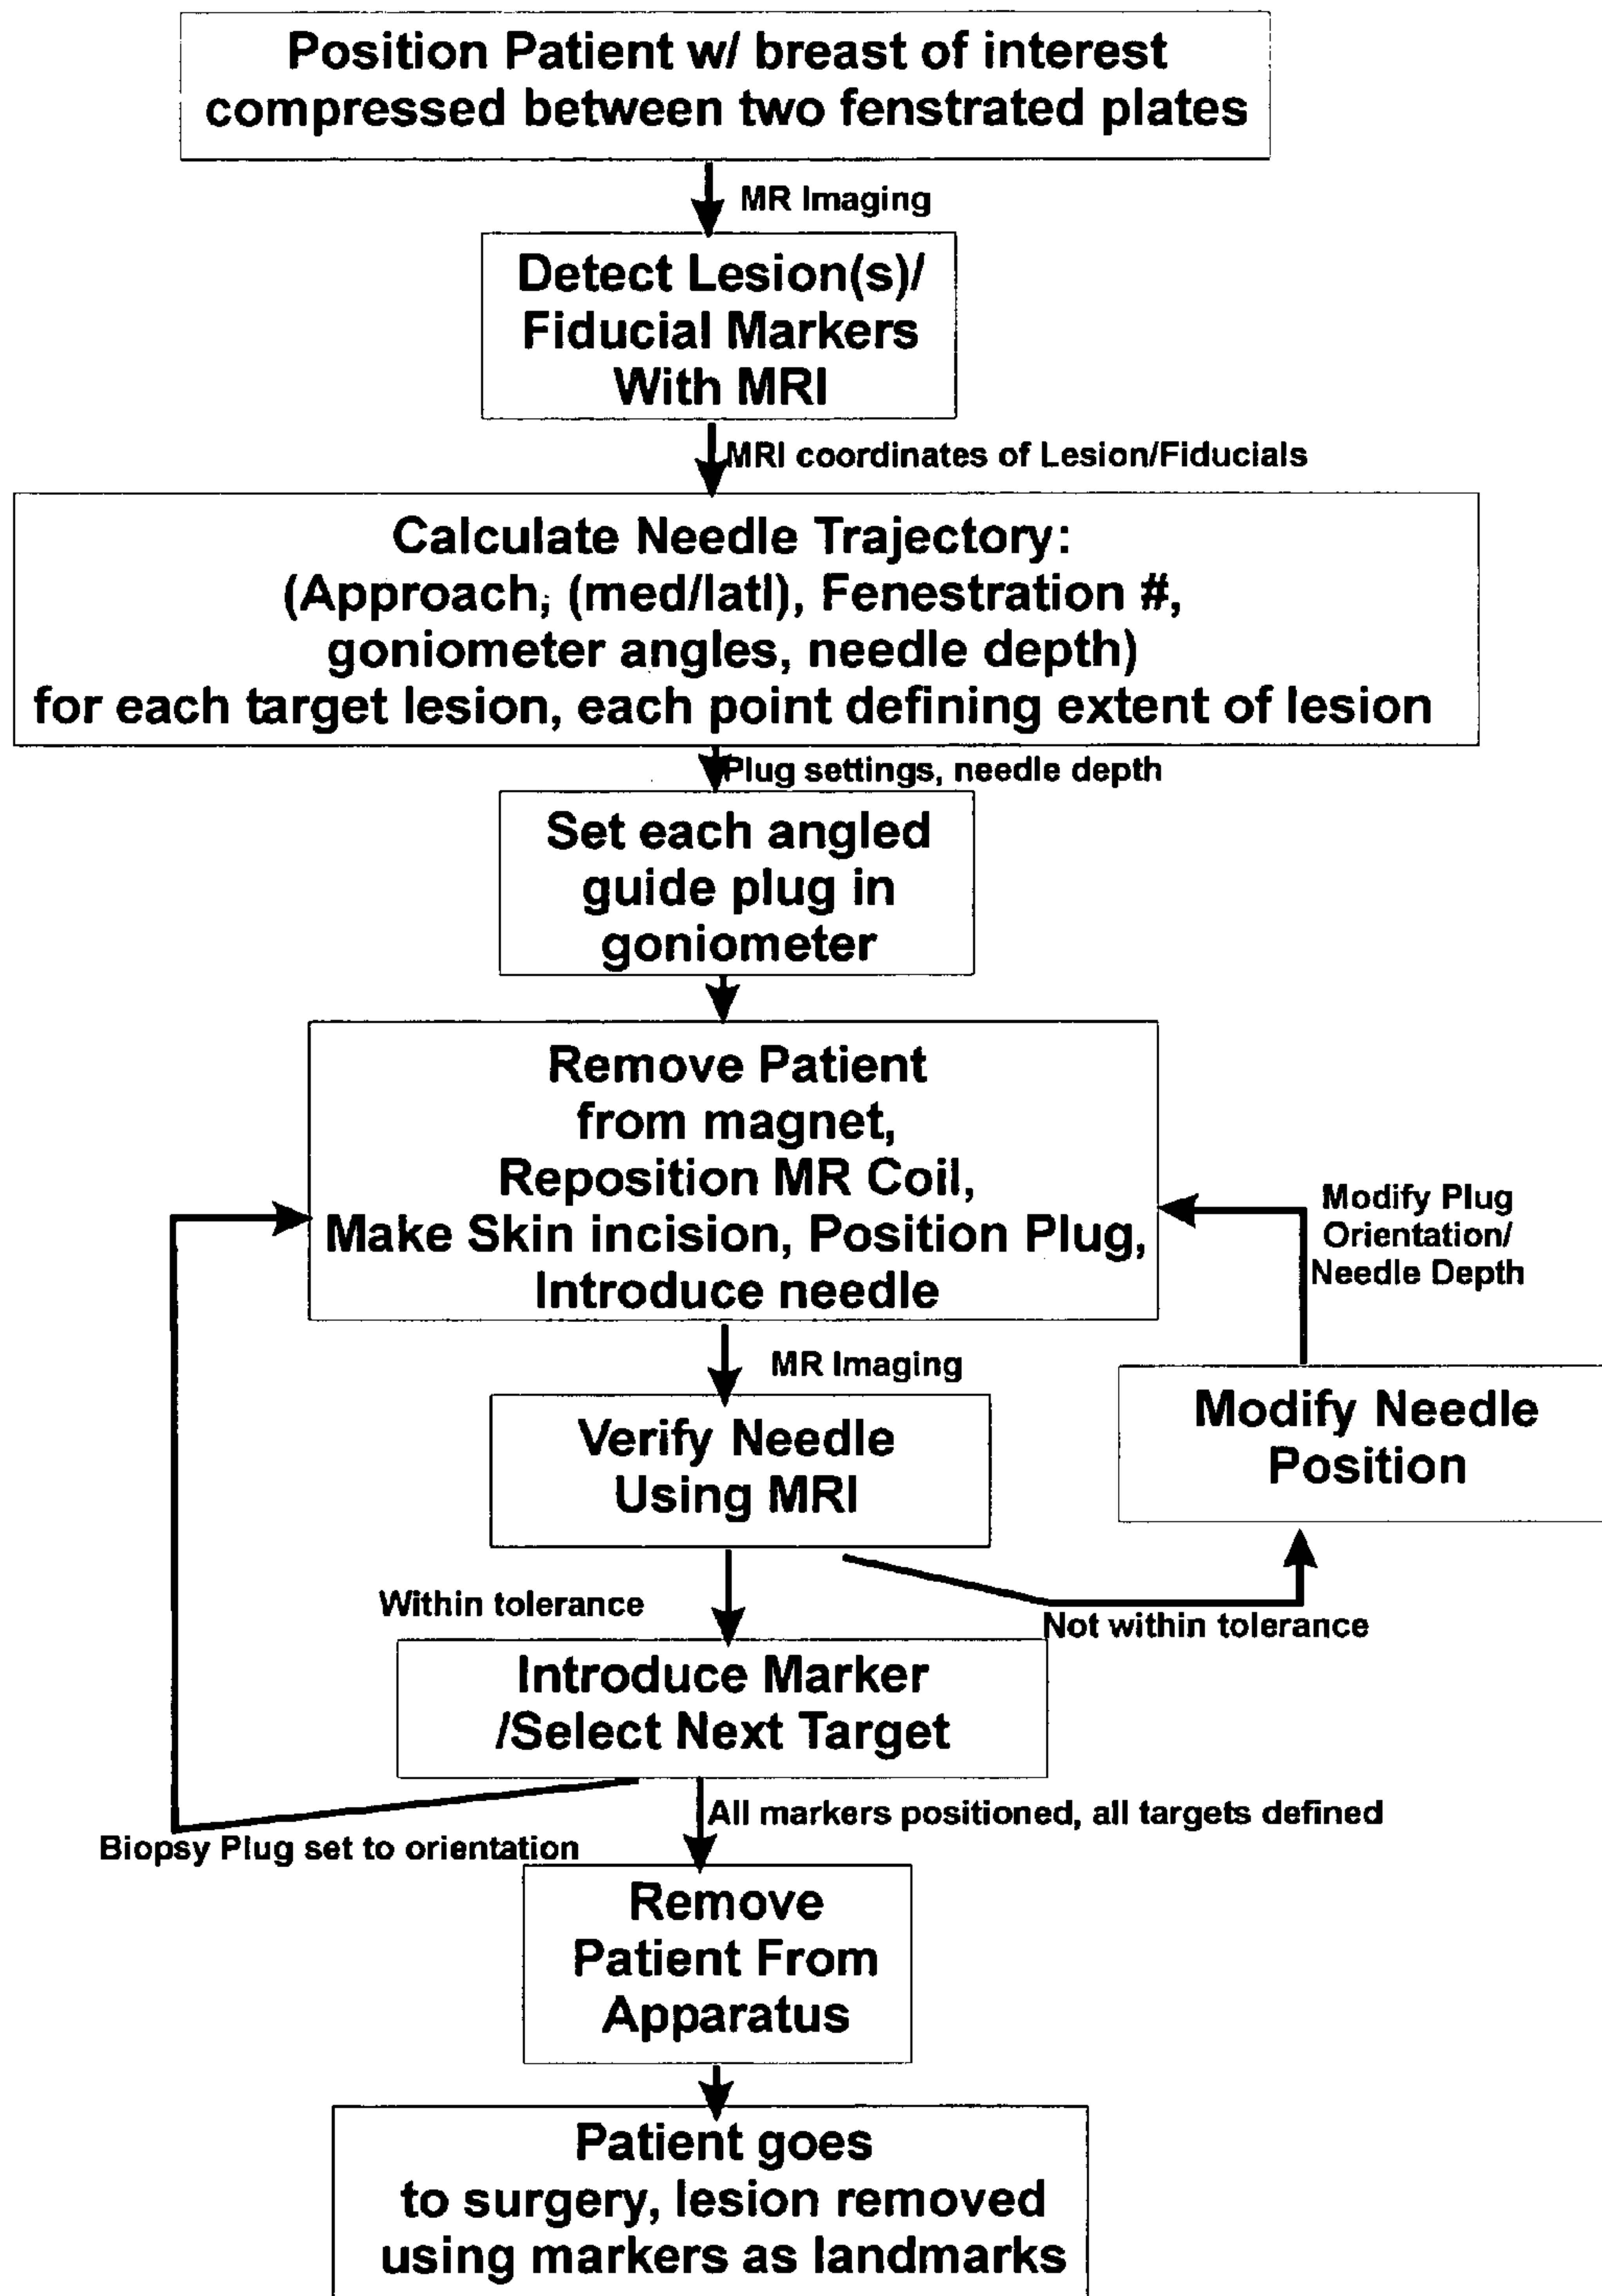 Position Patient w/ breast of interest
compressed between two fenstrated plates
MR Imaging
Detect Lesion(s)/
Fiducial Markers
With MRI
MRI coordinates of Lesion/Fiducials
Calculate Needle Trajectory:
(Approach, (med/latl), Fenestration #,
goniometer angles, needle depth)
for each target lesion, each point defining extent of lesion
Plug settings, needle depth
Set each angled
guide plug in
goniometer
Remove Patient
from magnet,
Reposition MR Coil,
Make Skin incision, Position Plug,
Introduce needle
Modify Plug
Orientation/
Needle Depth
MR Imaging
Verify Needle
Using MRI
Modify Needle
Position
Within tolerance
Not within tolerance
Introduce Marker
/Select Next Target
All markers positioned, all targets defined
Biopsy Plug set to orientation
Remove
Patient From
Apparatus
Patient goes
to surgery, lesion removed
using markers as landmarks